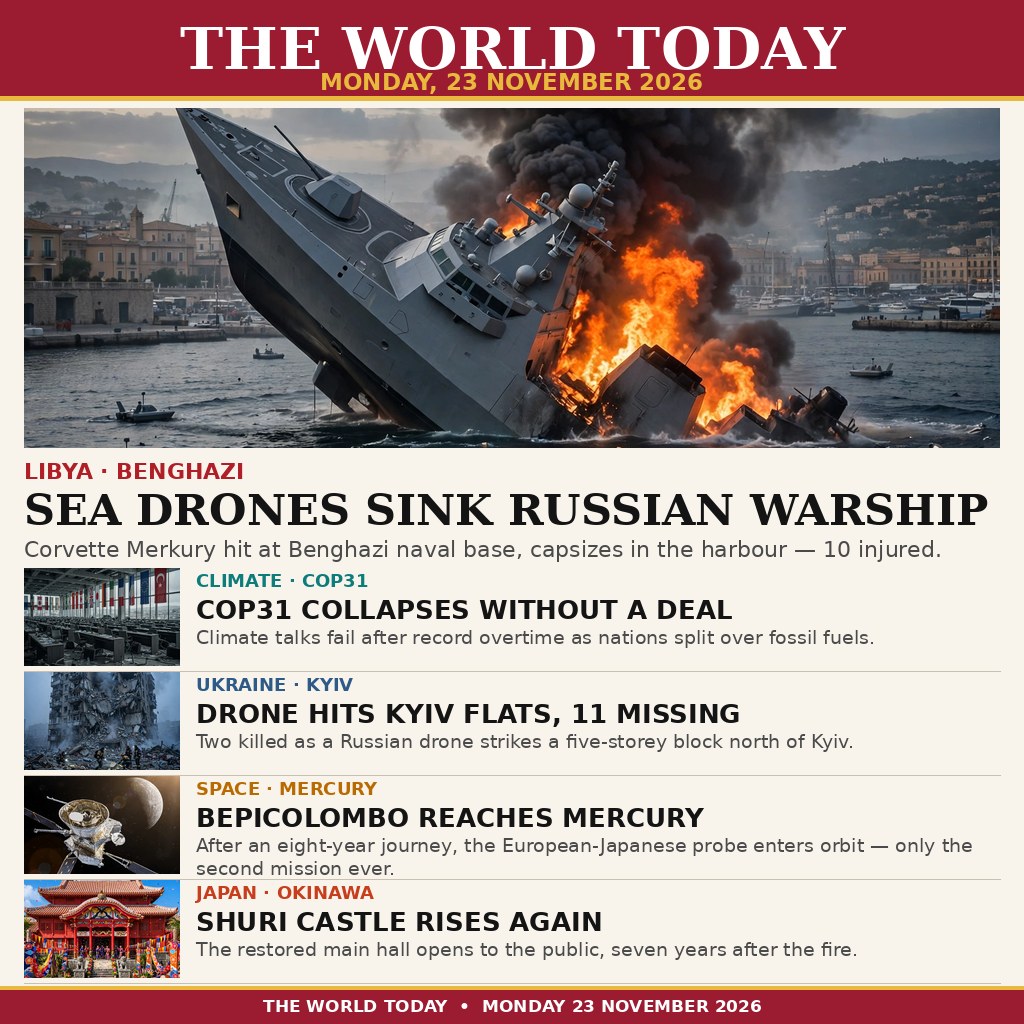 THE WORLD TODAY
MONDAY, 23 NOVEMBER 2026
LIBYA · BENGHAZI
SEA DRONES SINK RUSSIAN WARSHIP
Corvette Merkury hit at Benghazi naval base, capsizes in the harbour — 10 injured.
CLIMATE · COP31
COP31 COLLAPSES WITHOUT A DEAL
Climate talks fail after record overtime as nations split over fossil fuels.
UKRAINE · KYIV
DRONE HITS KYIV FLATS, 11 MISSING
Two killed as a Russian drone strikes a five-storey block north of Kyiv.
SPACE · MERCURY
BEPICOLOMBO REACHES MERCURY
After an eight-year journey, the European-Japanese probe enters orbit — only the
second mission ever.
JAPAN · OKINAWA
SHURI CASTLE RISES AGAIN
The restored main hall opens to the public, seven years after the fire.
THE WORLD TODAY • MONDAY 23 NOVEMBER 2026